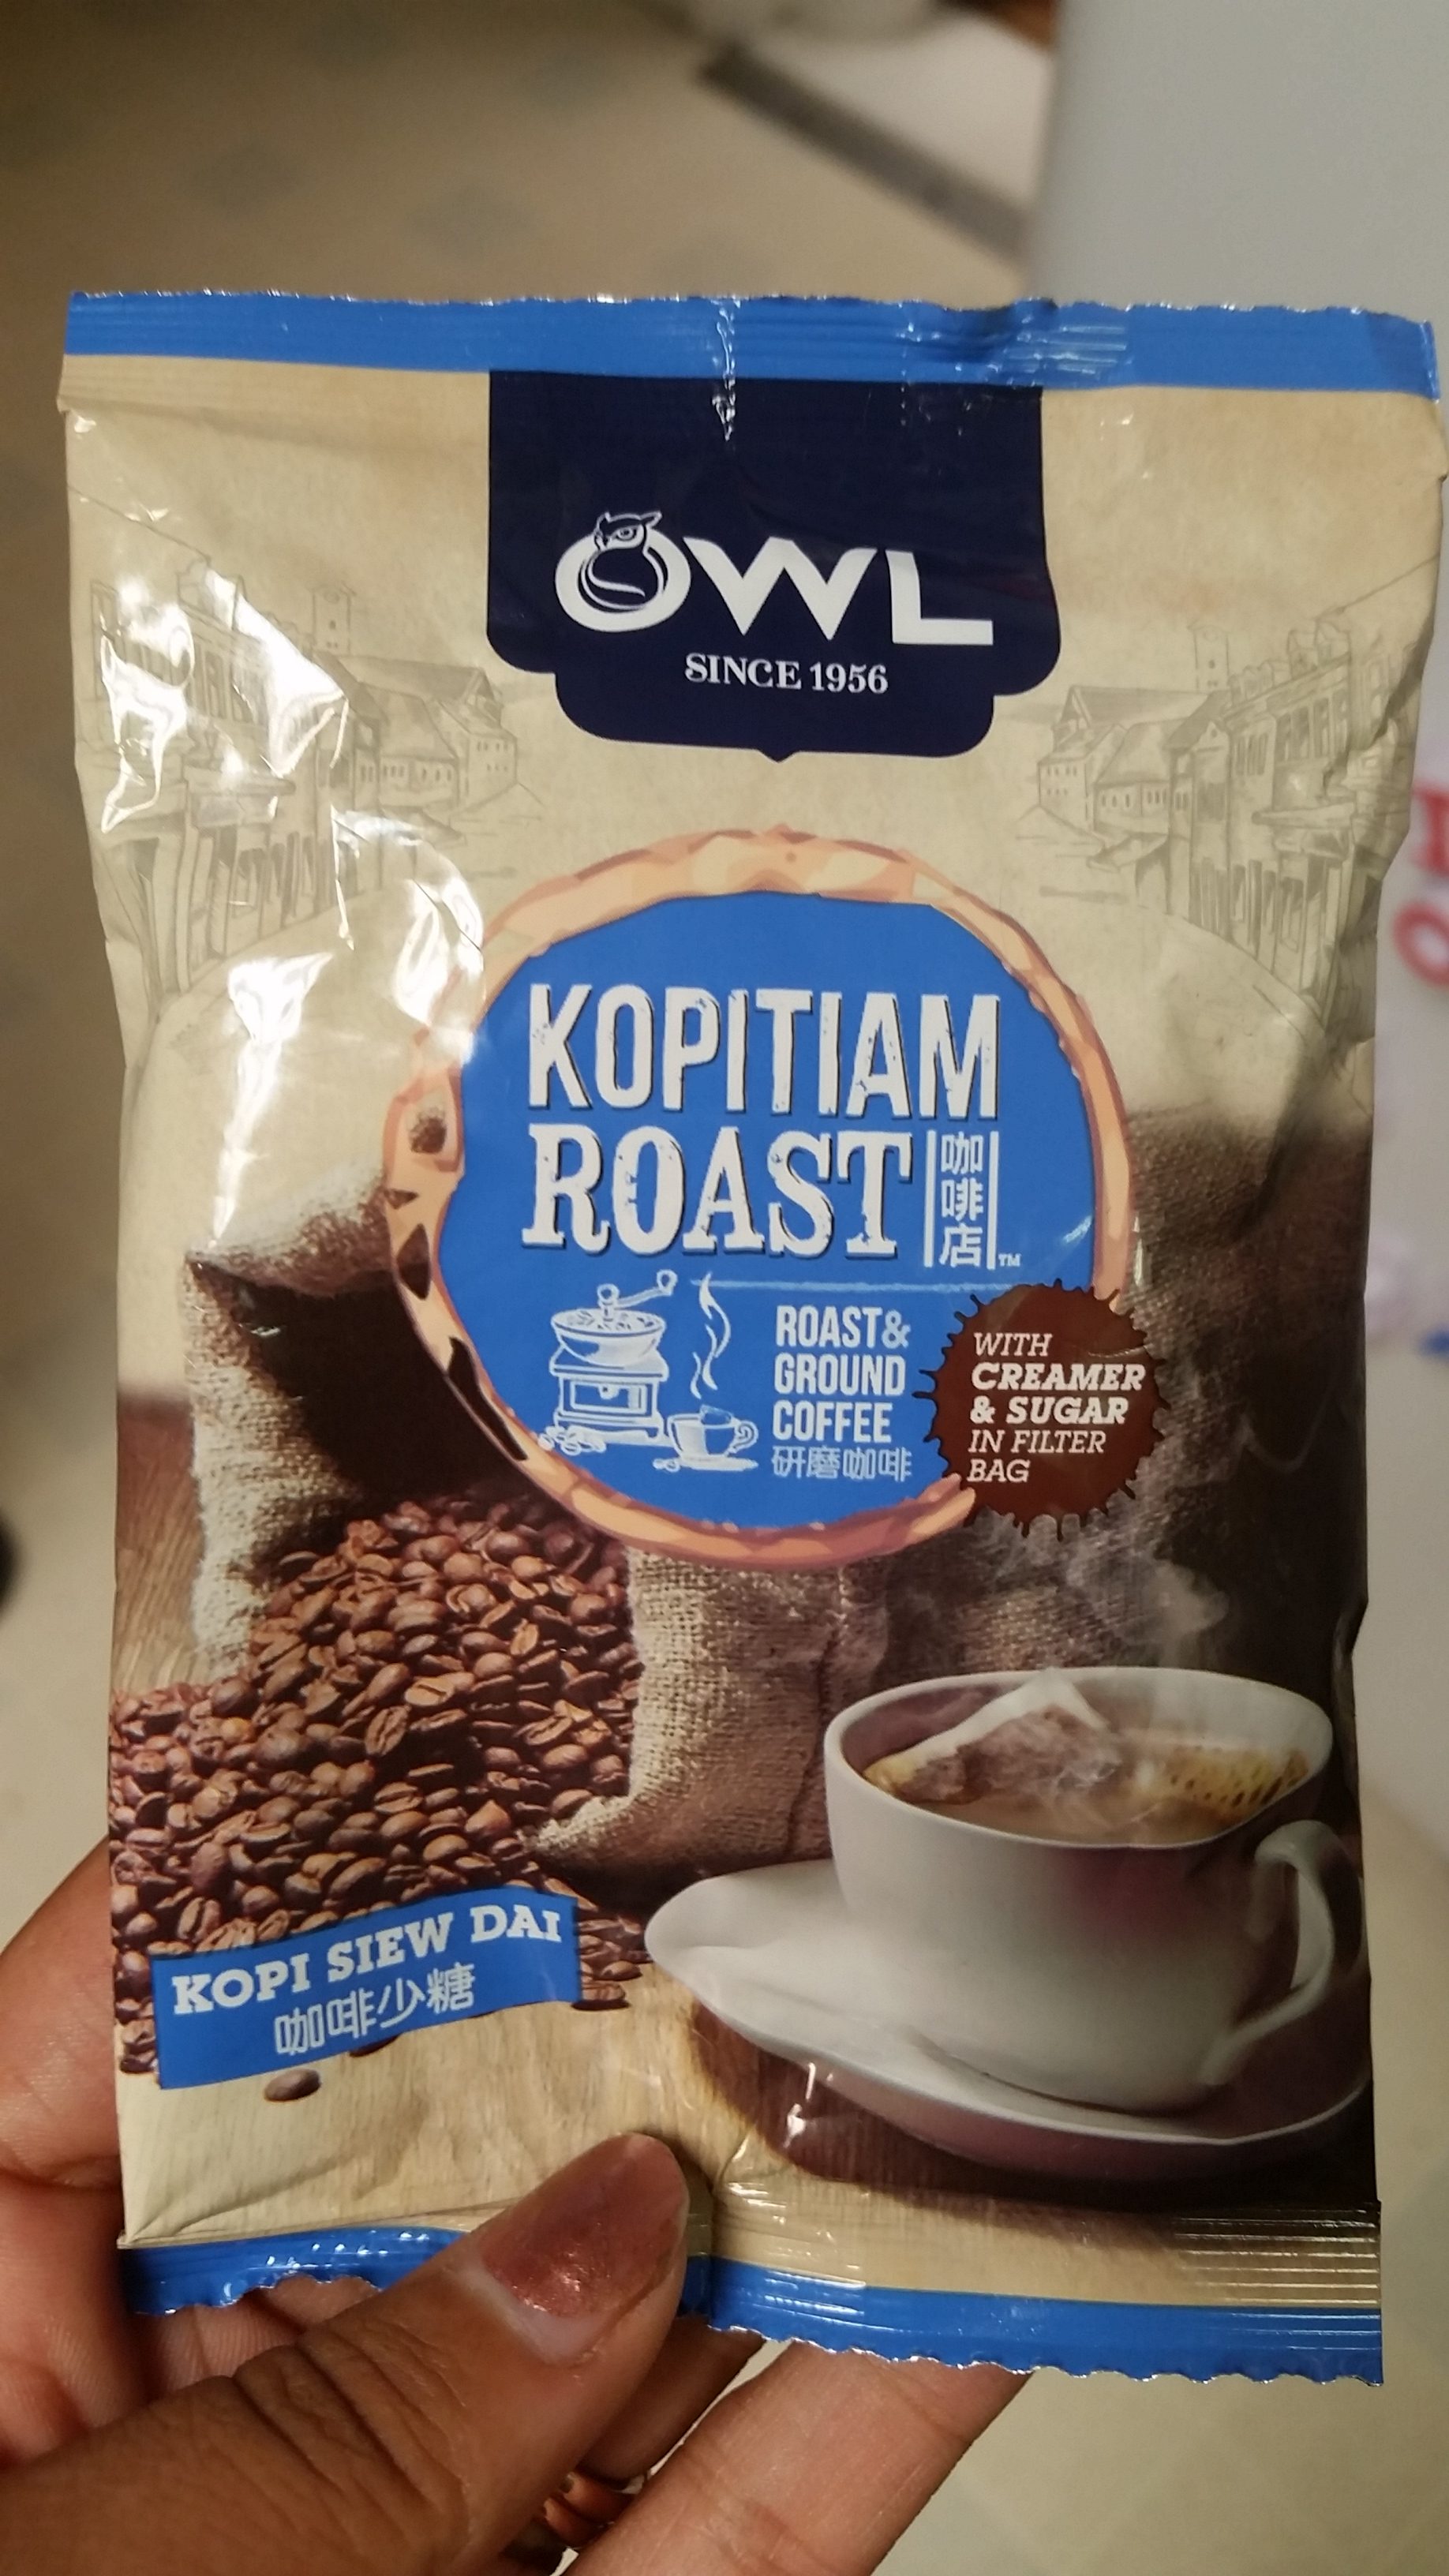 OWL
SINCE 1956
KOPITIAM
ROAST
咖啡店
TM
ROAST&
GROUND
COFFEE
研磨咖啡
WITH
CREAMER
& SUGAR
IN FILTER
BAG
KOPI SIEW DAI
咖啡少糖